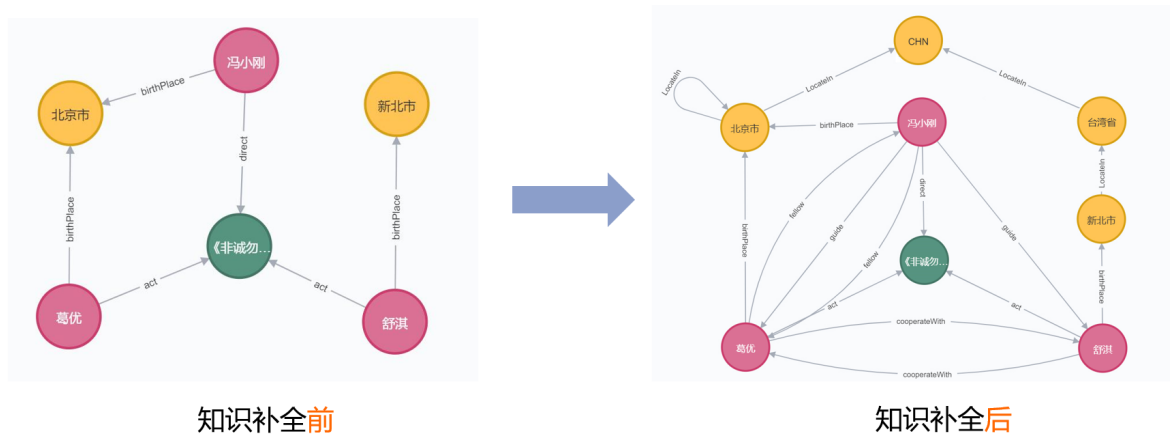 冯小刚
北京市
新北市
birthPlace
direct
birthPlace
birthPlace
《非诚勿...
act
act
葛优
舒淇
知识补全前
CHN
LocateIn
LocateIn
LocateIn
北京市
birthPlace
冯小刚
台湾省
LocateIn
fellow
direct
guide
guide
新北市
birthPlace
fellow
《非诚勿...
birthPlace
act
act
葛优
cooperateWith
舒淇
cooperateWith
知识补全后